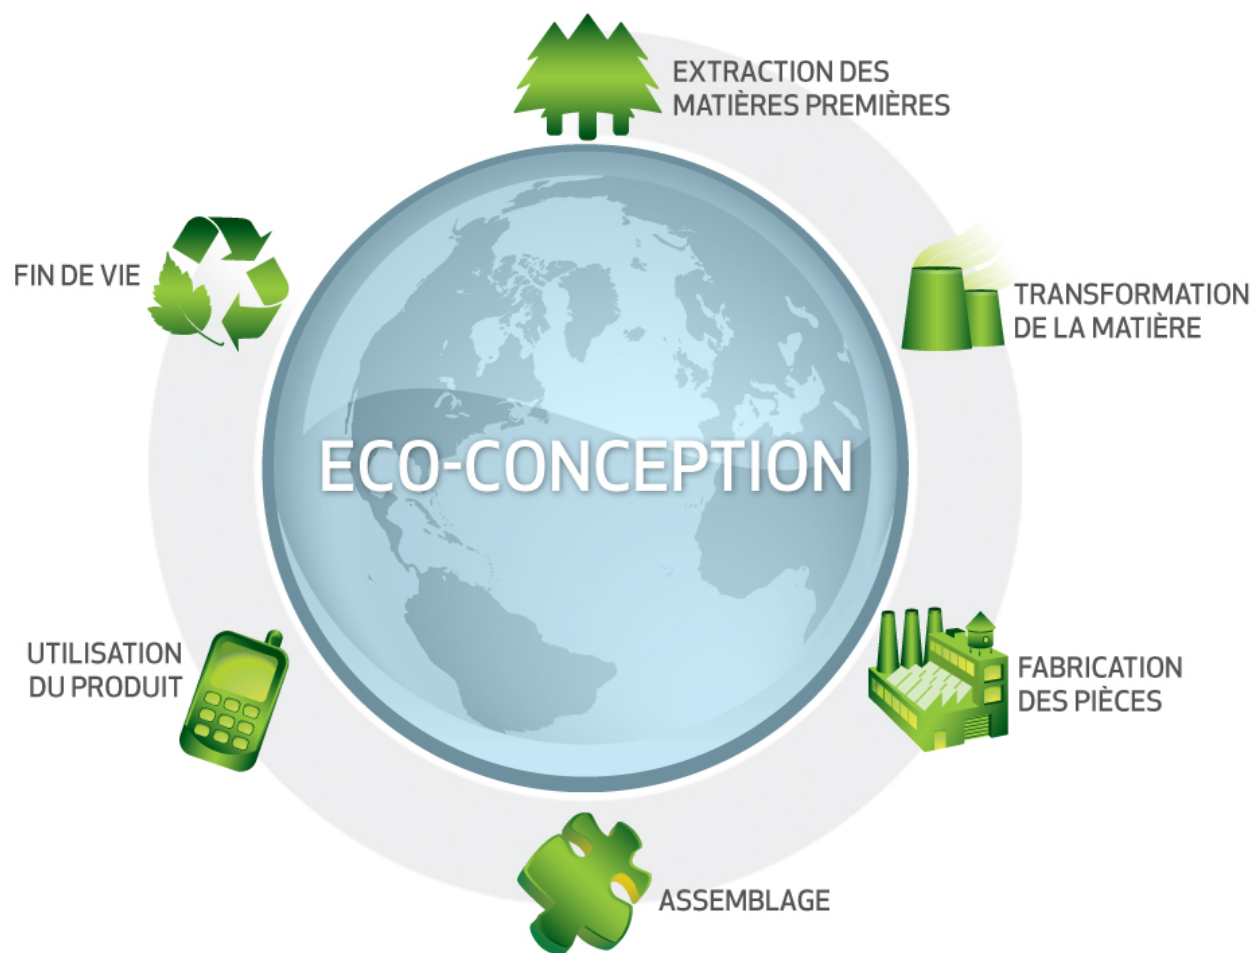 EXTRACTION DES
MATIÈRES PREMIÈRES
TRANSFORMATION
DE LA MATIÈRE
FABRICATION
DES PIÈCES
ASSEMBLAGE
UTILISATION
DU PRODUIT
FIN DE VIE
ECO-CONCEPTION